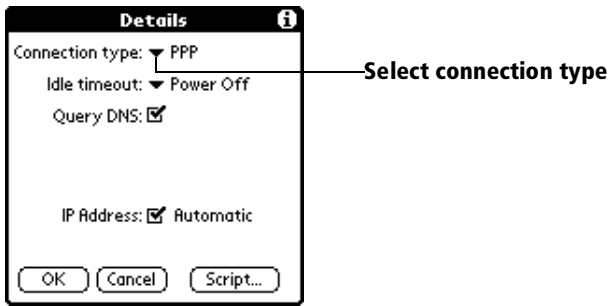 Details
Connection type: PPP
Select connection type
Idle timeout: Power Off
Query DNS:
IP Address: Automatic
OK Cancel Script...